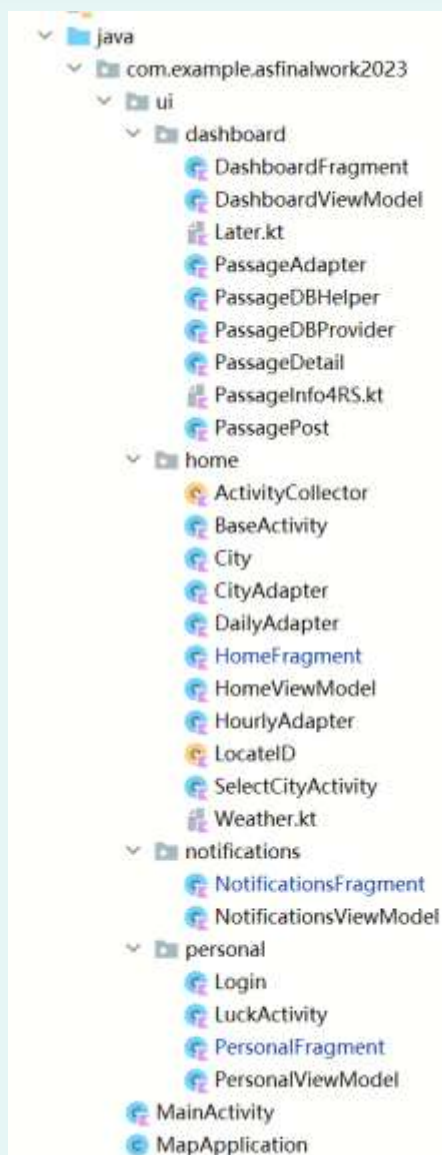 java
com.example.asfinalwork2023
ui
dashboard
DashboardFragment
DashboardViewModel
Later.kt
PassageAdapter
PassageDBHelper
PassageDBProvider
PassageDetail
PassageInfo4RS.kt
PassagePost
home
ActivityCollector
BaseActivity
City
CityAdapter
DailyAdapter
HomeFragment
HomeViewModel
HourlyAdapter
LocateID
SelectCityActivity
Weather.kt
notifications
NotificationsFragment
NotificationsViewModel
personal
Login
LuckActivity
PersonalFragment
PersonalViewModel
MainActivity
MapApplication